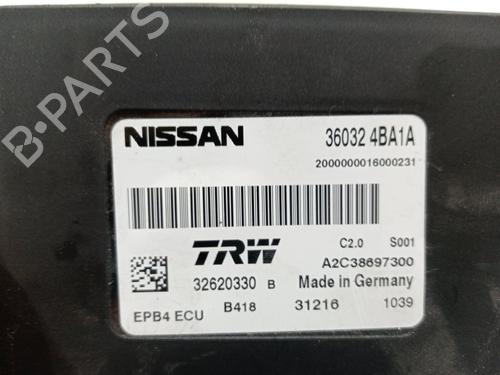 NISSAN 36032 4BA1A
2000000016000231
TRW C2.0 S001
A2C38697300
32620330 B Made in Germany
EPB4 ECU B418 31216 1039
B-PARTS